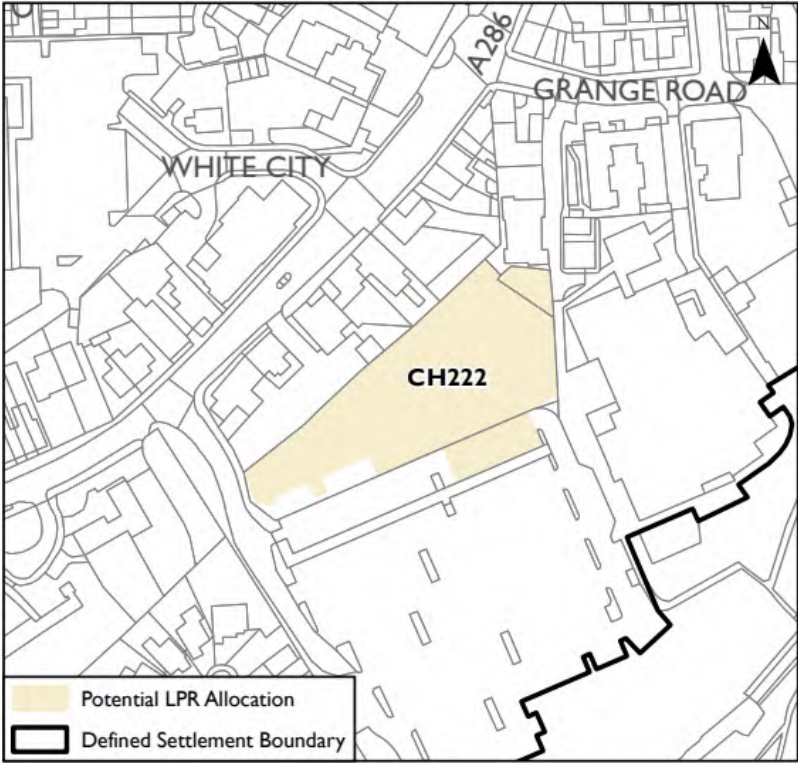 N
A286
GRANGE ROAD
WHITE CITY
CH222
Potential LPR Allocation
Defined Settlement Boundary